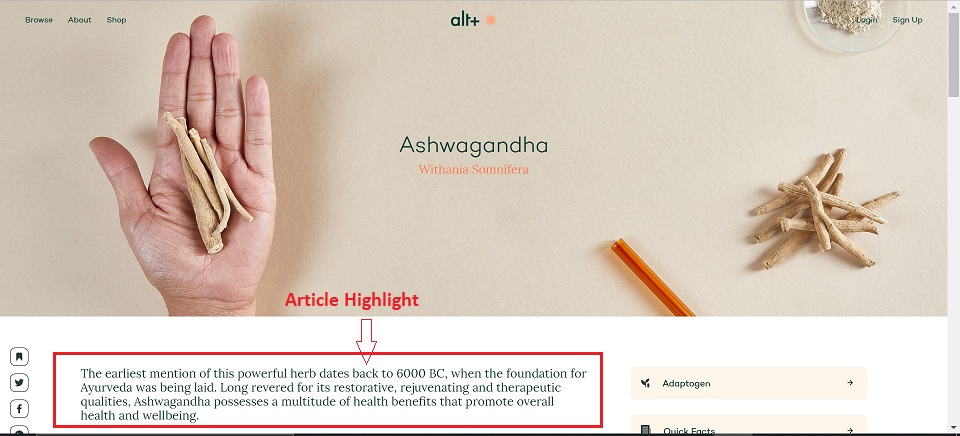 Browse About Shop
alt+
Login Sign Up
Ashwagandha
Withania Somnifera
Article Highlight
The earliest mention of this powerful herb dates back to 6000 BC, when the foundation for
Ayurveda was being laid. Long revered for its restorative, rejuvenating and therapeutic
qualities, Ashwagandha possesses a multitude of health benefits that promote overall
health and wellbeing.
Adaptogen
Quick Facts